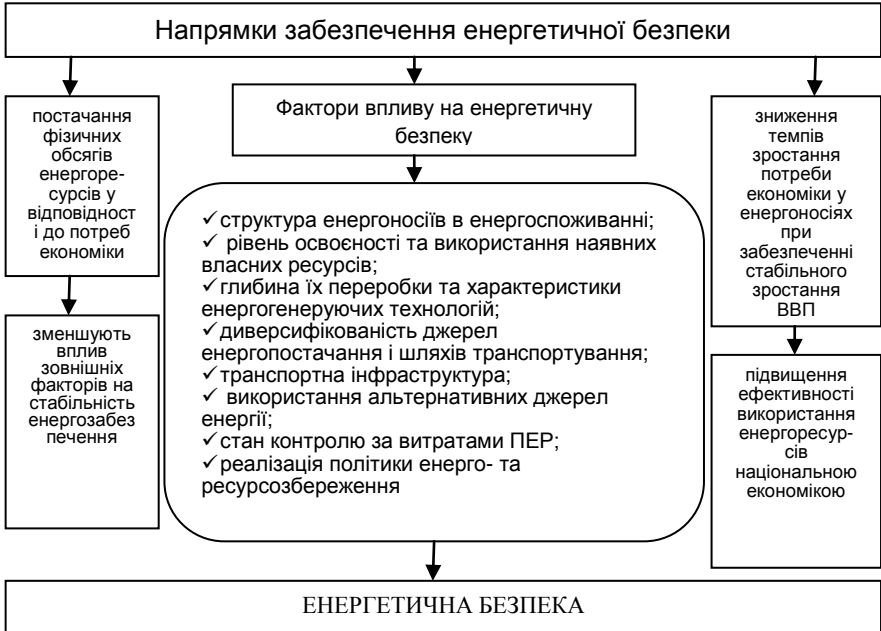 Напрямки забезпечення енергетичної безпеки
постачання
фізичних
обсягів
енергоре-
сурсів у
відповідност
і до потреб
економіки
зменшують
вплив
зовнішніх
факторів на
стабільність
енергозабез
печення
Фактори впливу на енергетичну
безпеку
✓структура енергоносіїв в енергоспоживанні;
✓ рівень освоєності та використання наявних
власних ресурсів;
✓глибина їх переробки та характеристики
енергогенеруючих технологій;
✓диверсифікованість джерел
енергопостачання і шляхів транспортування;
✓транспортна інфраструктура;
✓ використання альтернативних джерел
енергії;
✓стан контролю за витратами ПЕР;
✓реалізація політики енерго- та
ресурсозбереження
зниження
темпів
зростання
потреби
економіки у
енергоносіях
при
забезпеченні
стабільного
зростання
ВВП
підвищення
ефективності
використання
енергоресур-
сів
національною
економікою
ЕНЕРГЕТИЧНА БЕЗПЕКА